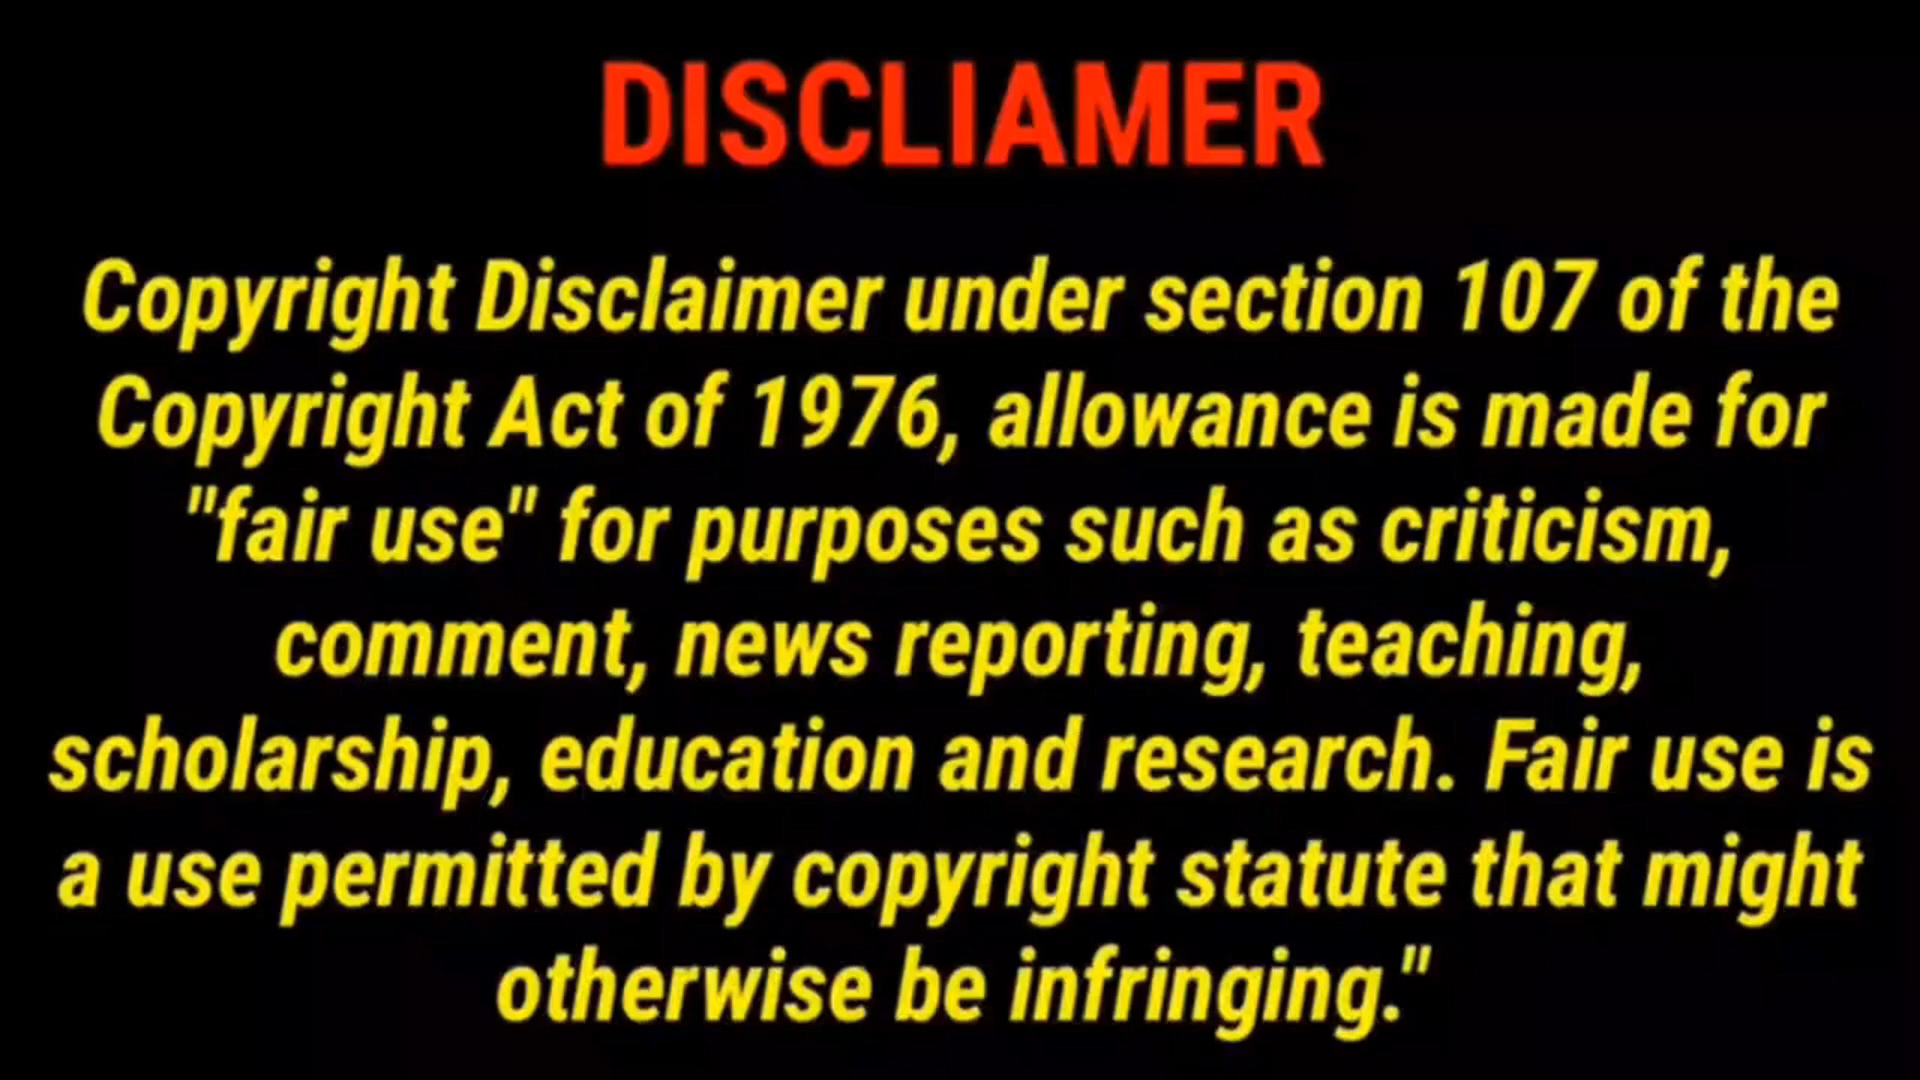 DISCLIAMER
Copyright Disclaimer under section 107 of the
Copyright Act of 1976, allowance is made for
"fair use" for purposes such as criticism,
comment, news reporting, teaching,
scholarship, education and research. Fair use is
a use permitted by copyright statute that might
otherwise be infringing."